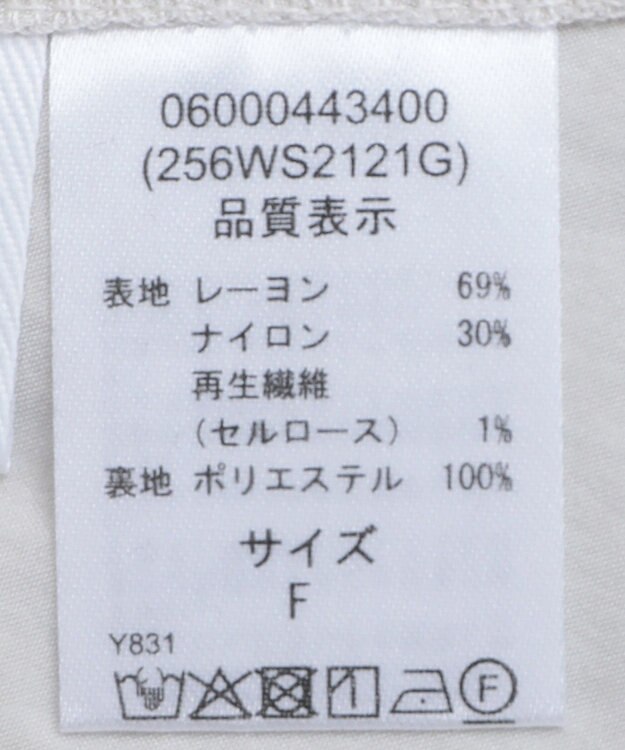 06000443400
(256WS2121G)
品質表示
表地 レーヨン 69%
ナイロン 30%
再生繊維
(セルロース) 1%
裏地 ポリエステル 100%
サイズ
F
Y831
F